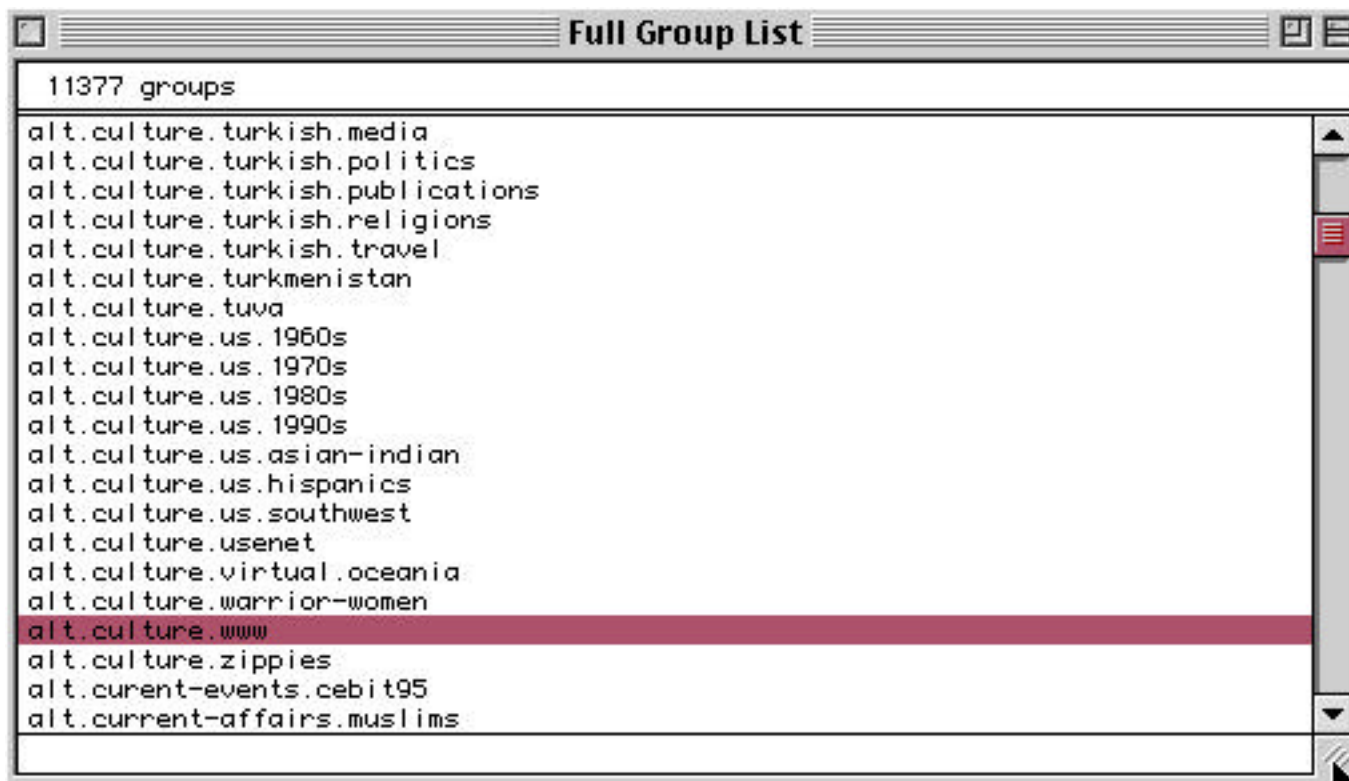 Full Group List
11377 groups
alt.culture.turkish.media
alt.culture.turkish.politics
alt.culture.turkish.publications
alt.culture.turkish.religions
alt.culture.turkish.travel
alt.culture.turkmenistan
alt.culture.tuva
alt.culture.us.1960s
alt.culture.us.1970s
alt.culture.us.1980s
alt.culture.us.1990s
alt.culture.us.asian-indian
alt.culture.us.hispanics
alt.culture.us.southwest
alt.culture.usenet
alt.culture.virtual.oceania
alt.culture.warrior-women
alt.culture.www
alt.culture.zippies
alt.curent-events.cebit95
alt.current-affairs.muslims